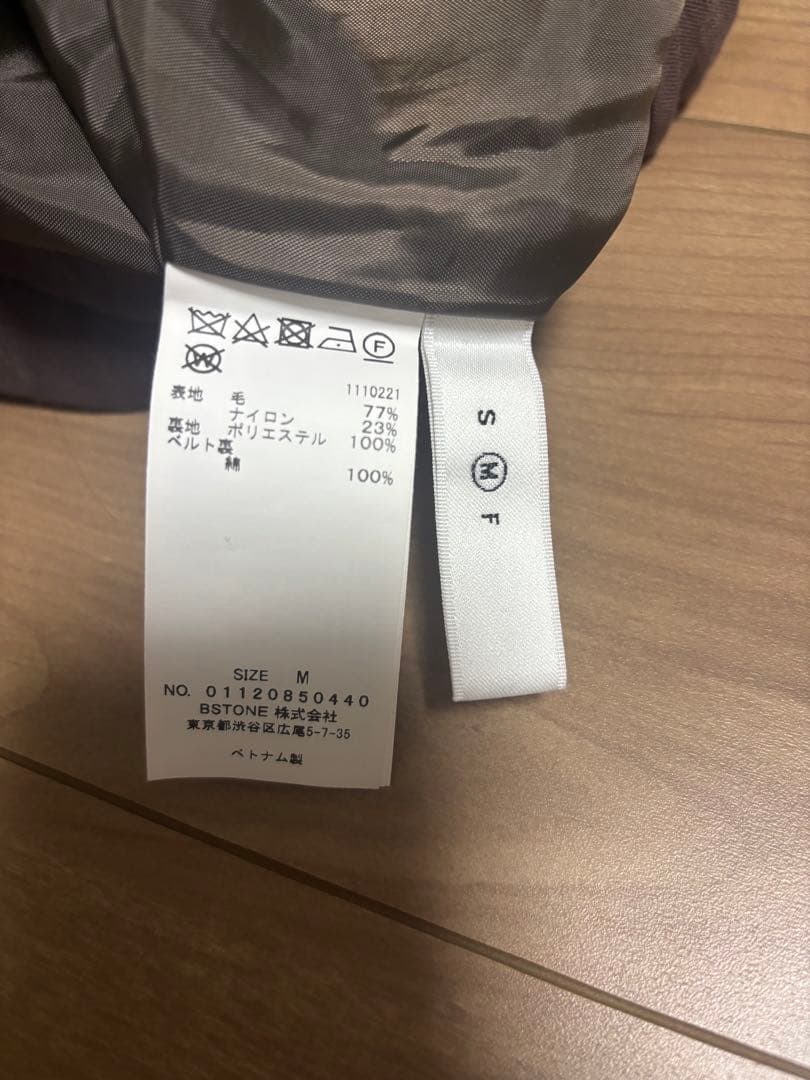 F
W
1110221
表地 毛 77%
ナイロン 23%
裏地 ポリエステル 100%
ベルト裏
綿 100%
SIZE M
NO. 01120850440
BSTONE 株式会社
東京都渋谷区広尾5-7-35
ベトナム製
S M F